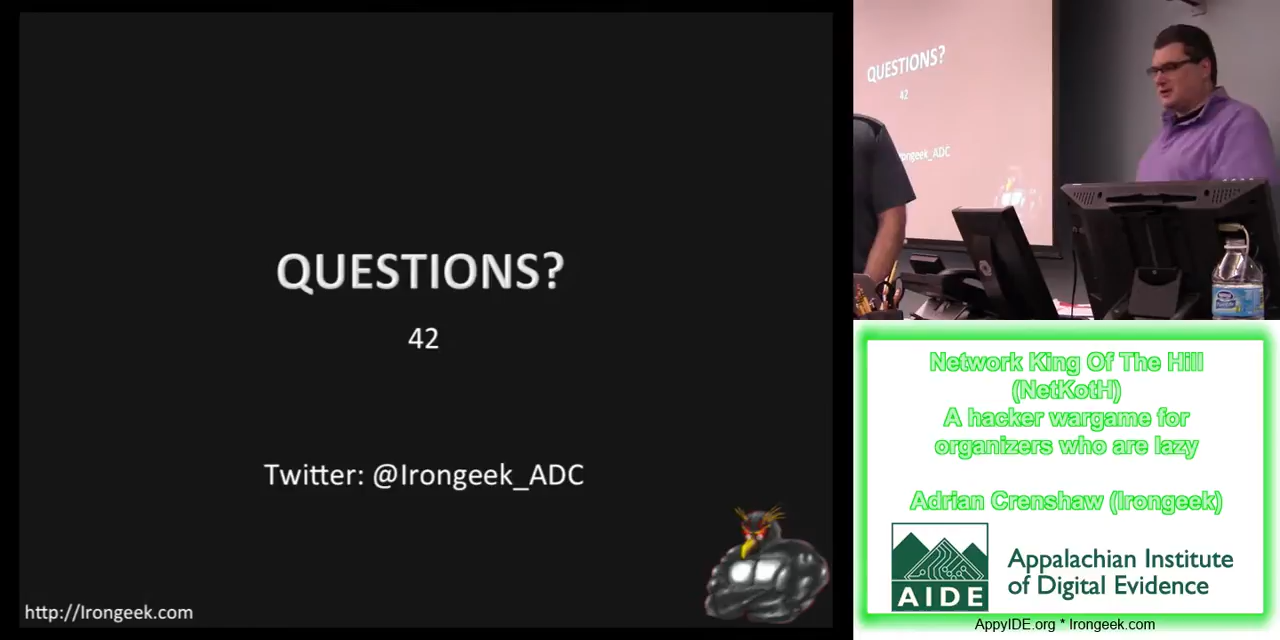 QUESTIONS?
42
Twitter: @Irongeek_ADC
http://Irongeek.com
QUESTIONS?
42
Irongeek_ADC
Network King Of The Hill
(NetKotH)
A hacker wargame for
organizers who are lazy
Adrian Crenshaw (Irongeek)
AIDE
Appalachian Institute
of Digital Evidence
AppyIDE.org * Irongeek.com